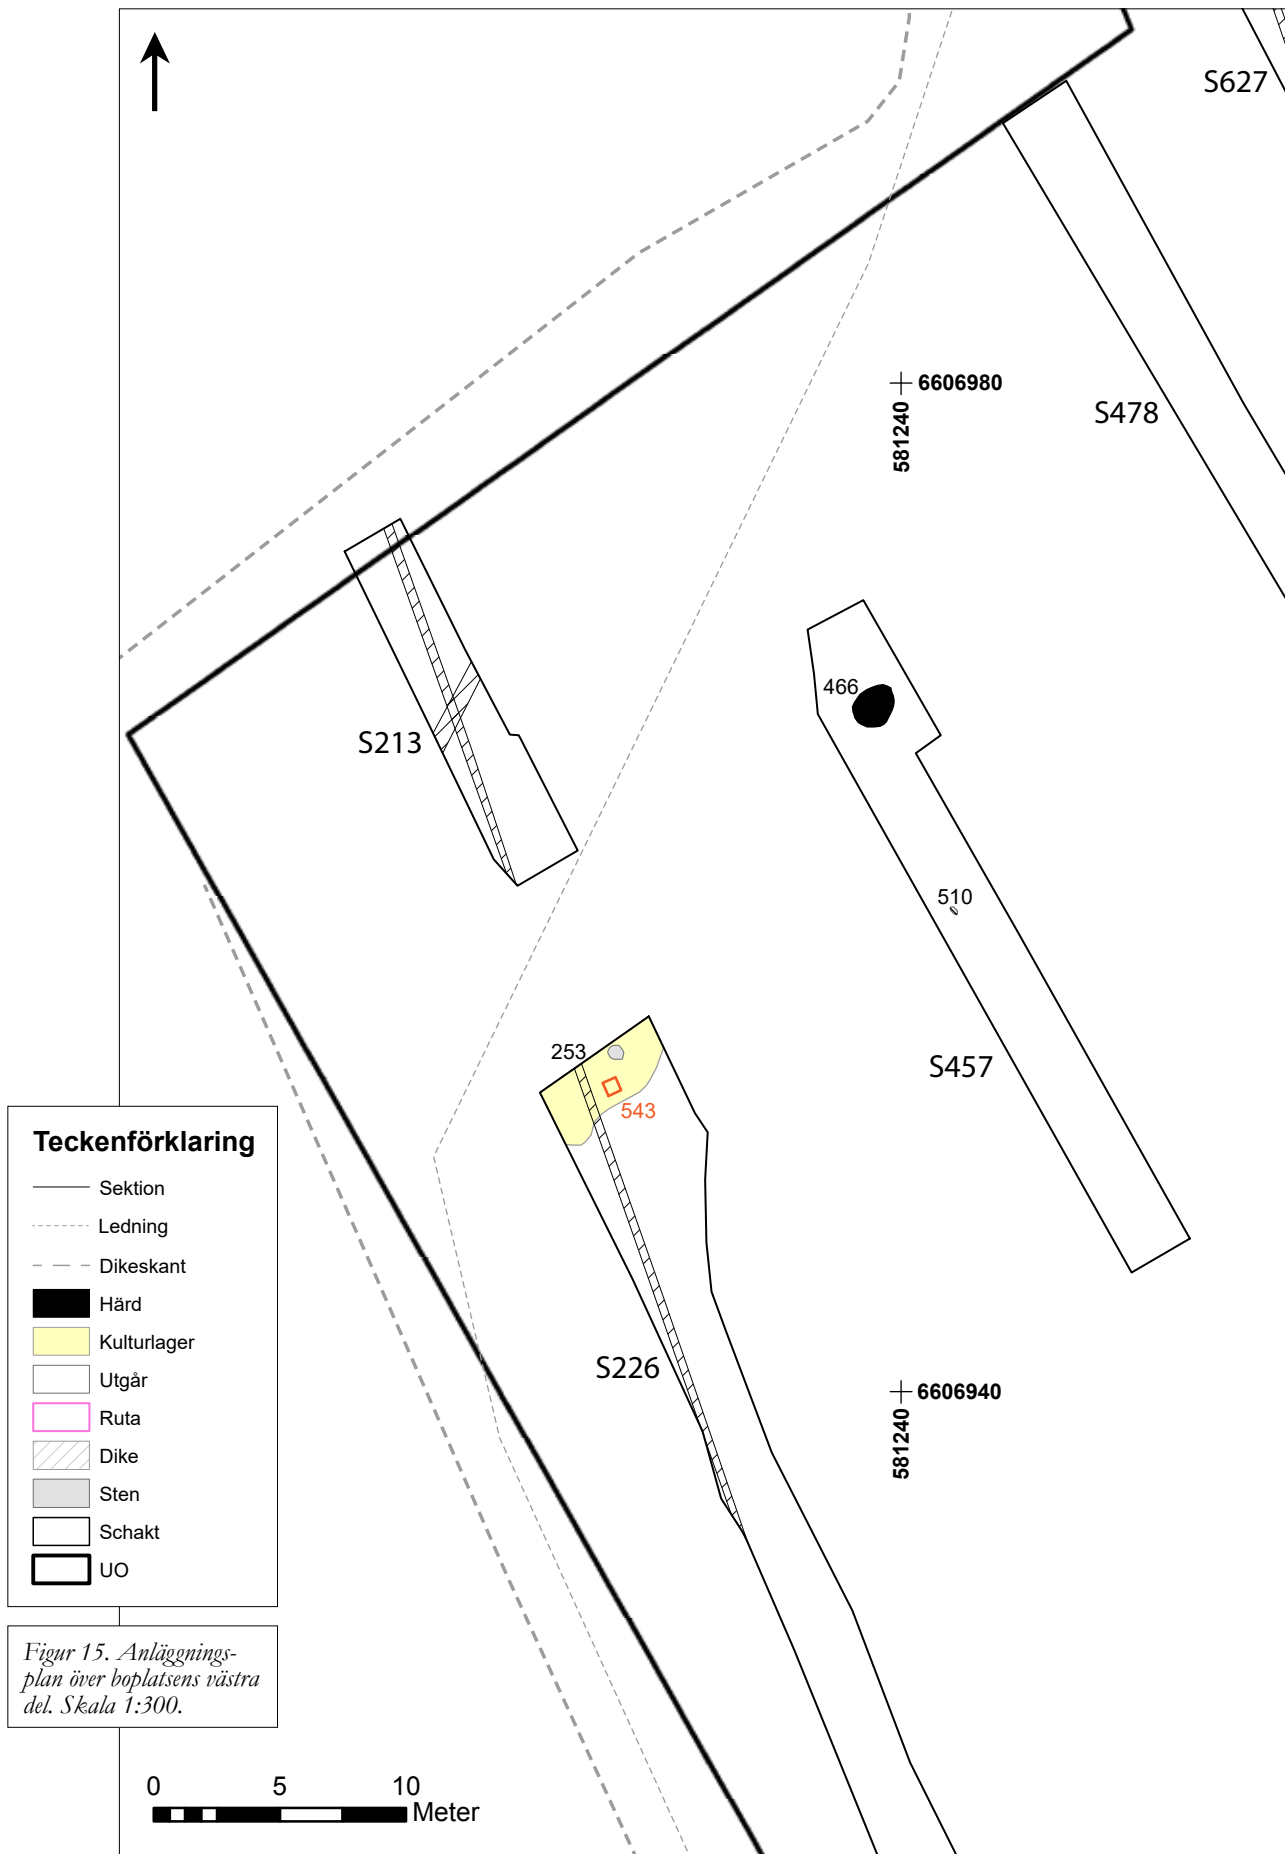 S627
6606980
581240
S478
466
S213
510
253
543
S457
Teckenförklaring
Sektion
Ledning
Dikeskant
Härd
Kulturlager
Utgår
Ruta
Dike
Sten
Schakt
UO
S226
6606940
581240
Figur 15. Anläggnings-
plan över boplatsens västra
del. Skala 1:300.
0 5 10
Meter